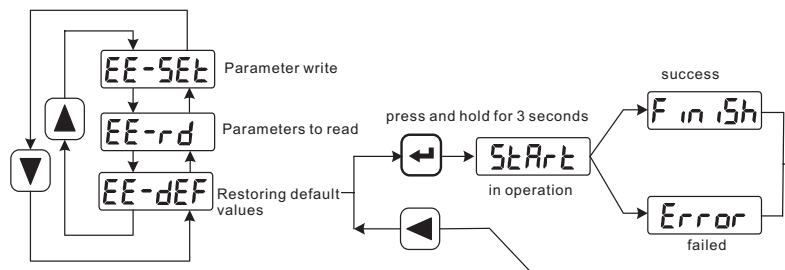 EE-SEt
Parameter write
EE-rd
Parameters to read
EE-dEF
Restoring default
values
press and hold for 3 seconds
StArt
in operation
success
FiniSh
Error
failed